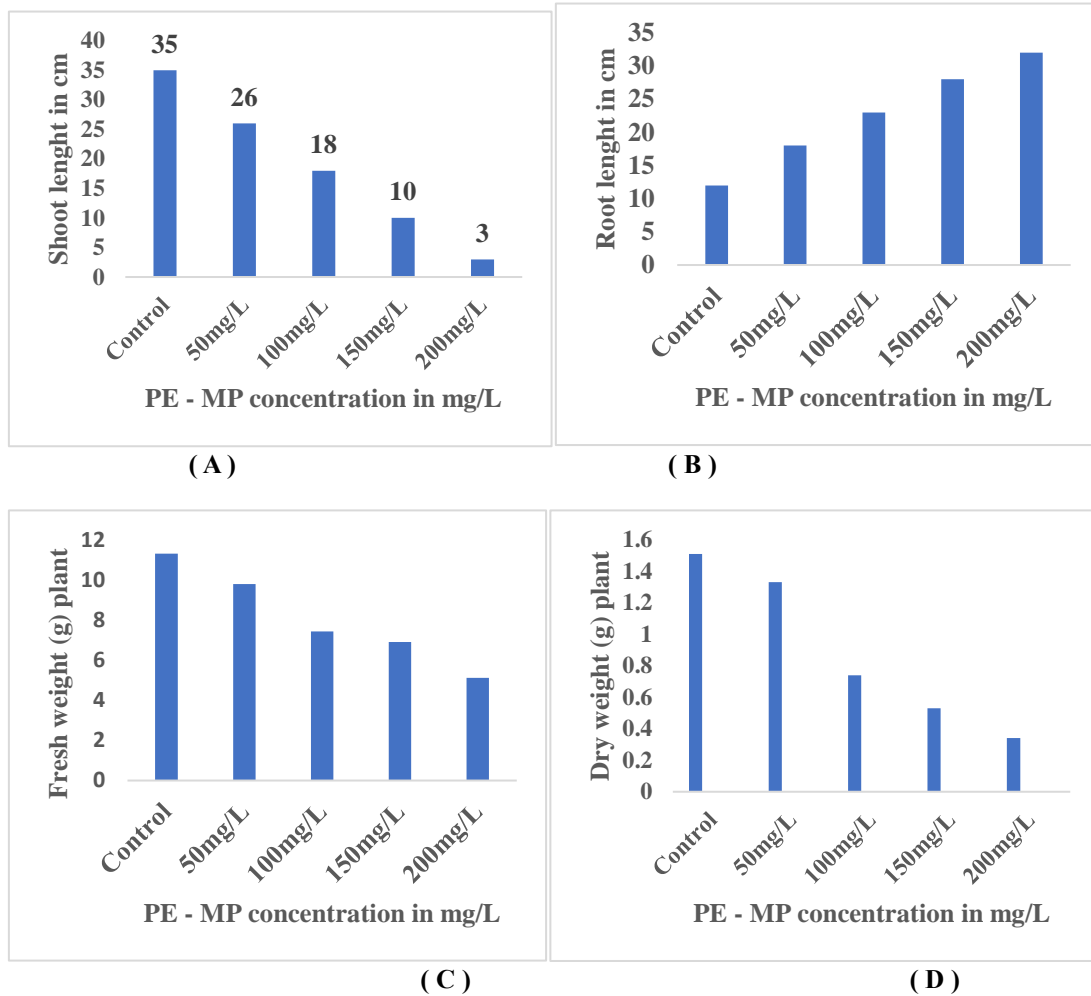 Shoot lenght in cm
40
35
30
25
20
15
10
5
0
35
26
18
10
3
Control
50mg/L
100mg/L
150mg/L
200mg/L
PE - MP concentration in mg/L
( A )
Root lenght in cm
35
30
25
20
15
10
5
0
Control
50mg/L
100mg/L
150mg/L
200mg/L
PE - MP concentration in mg/L
( B )
Fresh weight (g) plant
12
10
8
6
4
2
0
Control
50mg/L
100mg/L
150mg/L
200mg/L
PE - MP concentration in mg/L
( C )
Dry weight (g) plant
1.6
1.4
1.2
1
0.8
0.6
0.4
0.2
0
Control
50mg/L
100mg/L
150mg/L
200mg/L
PE - MP concentration in mg/L
( D )